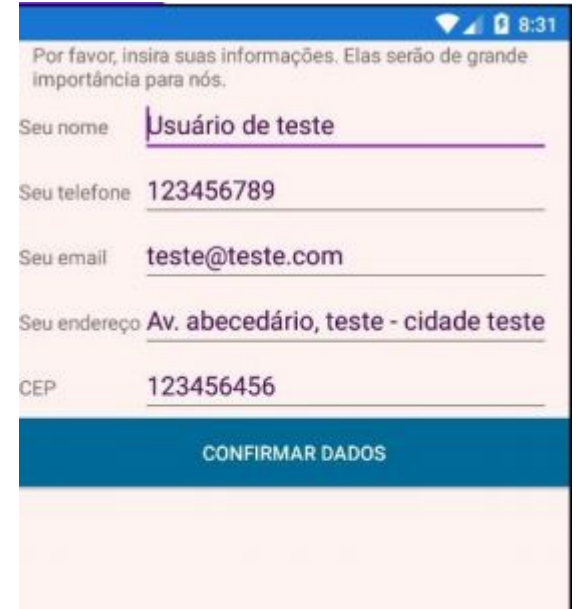 8:31
Por favor, insira suas informações. Elas serão de grande
importância para nós.
Seu nome Usuário de teste
Seu telefone 123456789
Seu email teste@teste.com
Seu endereço Av. abecedário, teste - cidade teste
CEP 123456456
CONFIRMAR DADOS